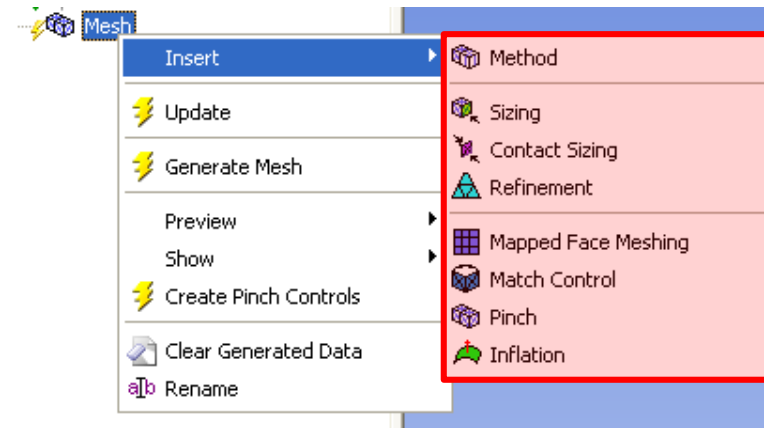 Mesh
Insert
Update
Generate Mesh
Preview
Show
Create Pinch Controls
Clear Generated Data
Rename
Method
Sizing
Contact Sizing
Refinement
Mapped Face Meshing
Match Control
Pinch
Inflation